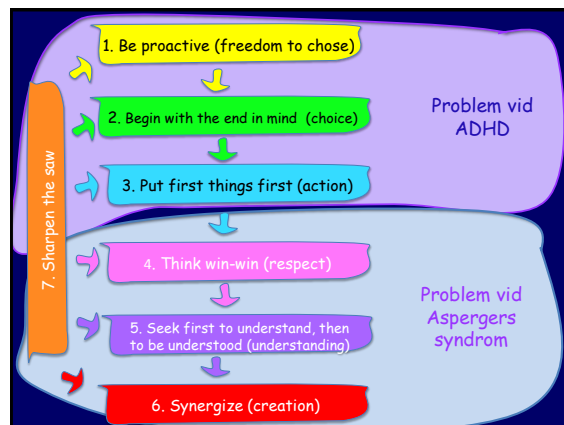 1. Be proactive (freedom to chose)
2. Begin with the end in mind (choice)
3. Put first things first (action)
4. Think win-win (respect)
5. Seek first to understand, then
to be understood (understanding)
6. Synergize (creation)
7. Sharpen the saw
Problem vid
ADHD
Problem vid
Aspergers
syndrom